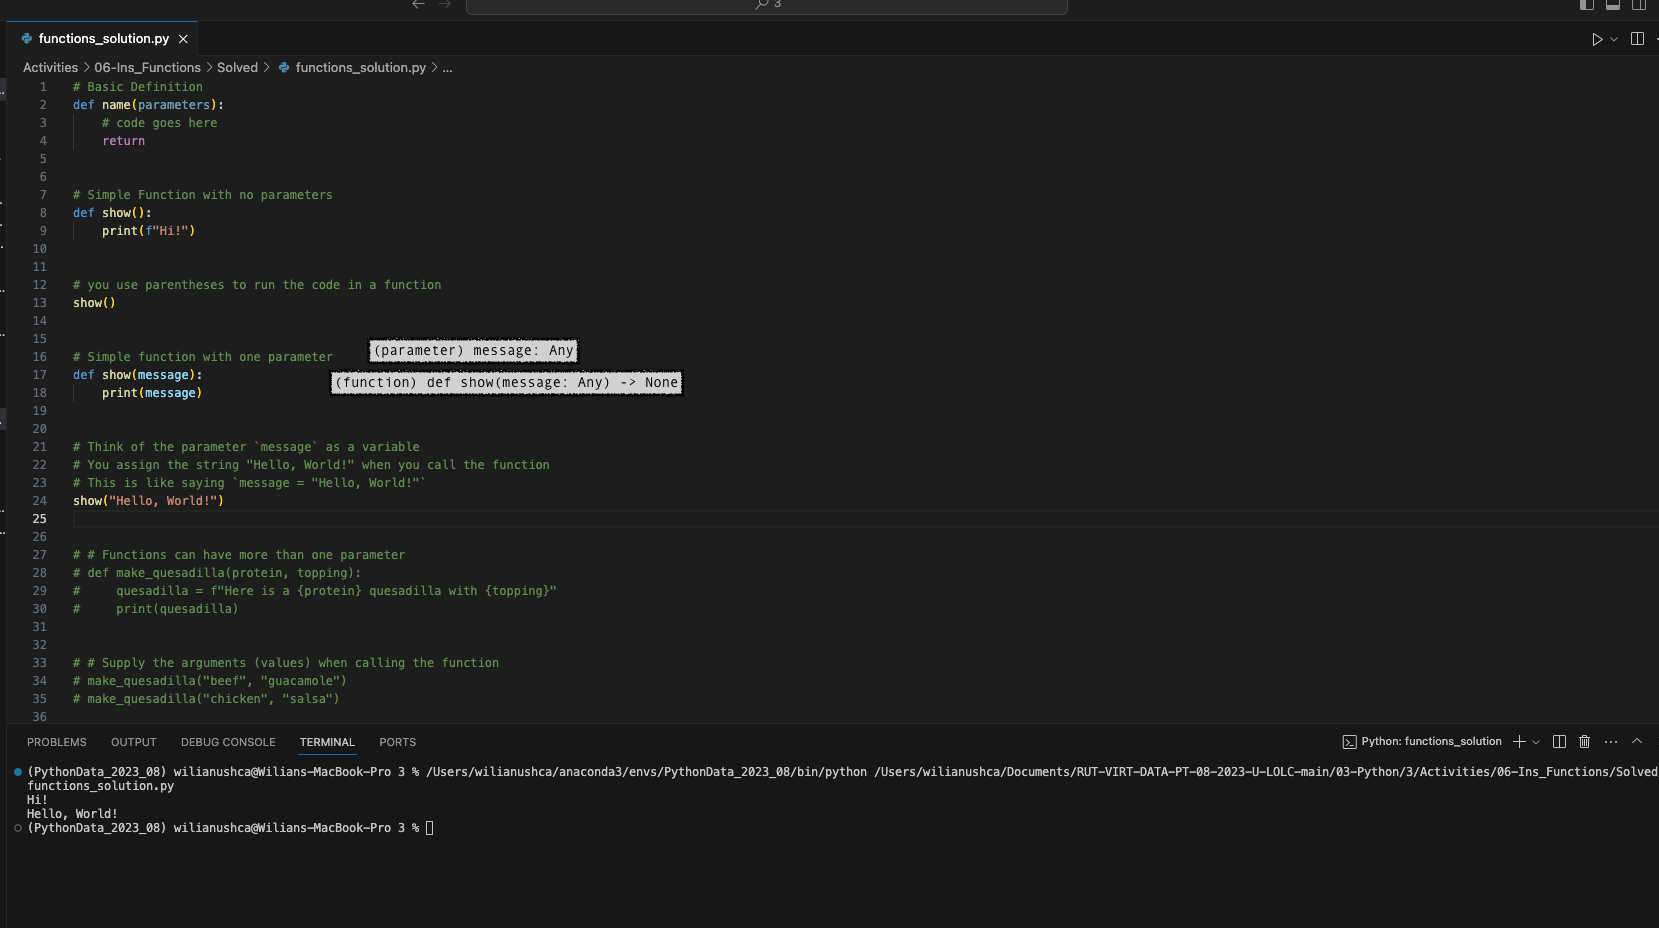 3
functions_solution.py
Activities > 06-Ins_Functions > Solved > functions_solution.py > ...
1 # Basic Definition
2 def name(parameters):
3     # code goes here
4     return
5
6
7 # Simple Function with no parameters
8 def show():
9     print(f"Hi!")
10
11
12 # you use parentheses to run the code in a function
13 show()
14
15
(parameter) message: Any
16 # Simple function with one parameter
17 def show(message):
(function) def show(message: Any) -> None
18     print(message)
19
20
21 # Think of the parameter `message` as a variable
22 # You assign the string "Hello, World!" when you call the function
23 # This is like saying `message = "Hello, World!"`
24 show("Hello, World!")
25
26
27 # # Functions can have more than one parameter
28 # def make_quesadilla(protein, topping):
29 #     quesadilla = f"Here is a {protein} quesadilla with {topping}"
30 #     print(quesadilla)
31
32
33 # # Supply the arguments (values) when calling the function
34 # make_quesadilla("beef", "guacamole")
35 # make_quesadilla("chicken", "salsa")
36
PROBLEMS OUTPUT DEBUG CONSOLE TERMINAL PORTS Python: functions_solution
(PythonData_2023_08) wilianushca@Wilians-MacBook-Pro 3 % /Users/wilianushca/anaconda3/envs/PythonData_2023_08/bin/python /Users/wilianushca/Documents/RUT-VIRT-DATA-PT-08-2023-U-LOLC-main/03-Python/3/Activities/06-Ins_Functions/Solved
functions_solution.py
Hi!
Hello, World!
(PythonData_2023_08) wilianushca@Wilians-MacBook-Pro 3 %